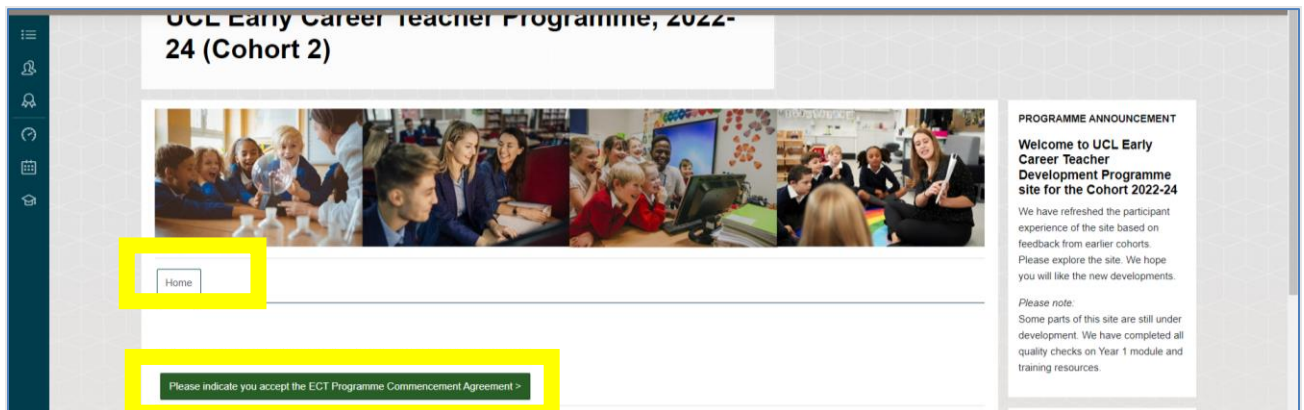 UCL Early Career Teacher Programme, 2022-
24 (Cohort 2)
Home
Please indicate you accept the ECT Programme Commencement Agreement >
PROGRAMME ANNOUNCEMENT
Welcome to UCL Early
Career Teacher
Development Programme
site for the Cohort 2022-24
We have refreshed the participant
experience of the site based on
feedback from earlier cohorts.
Please explore the site. We hope
you will like the new developments.
Please note:
Some parts of this site are still under
development. We have completed all
quality checks on Year 1 module and
training resources.